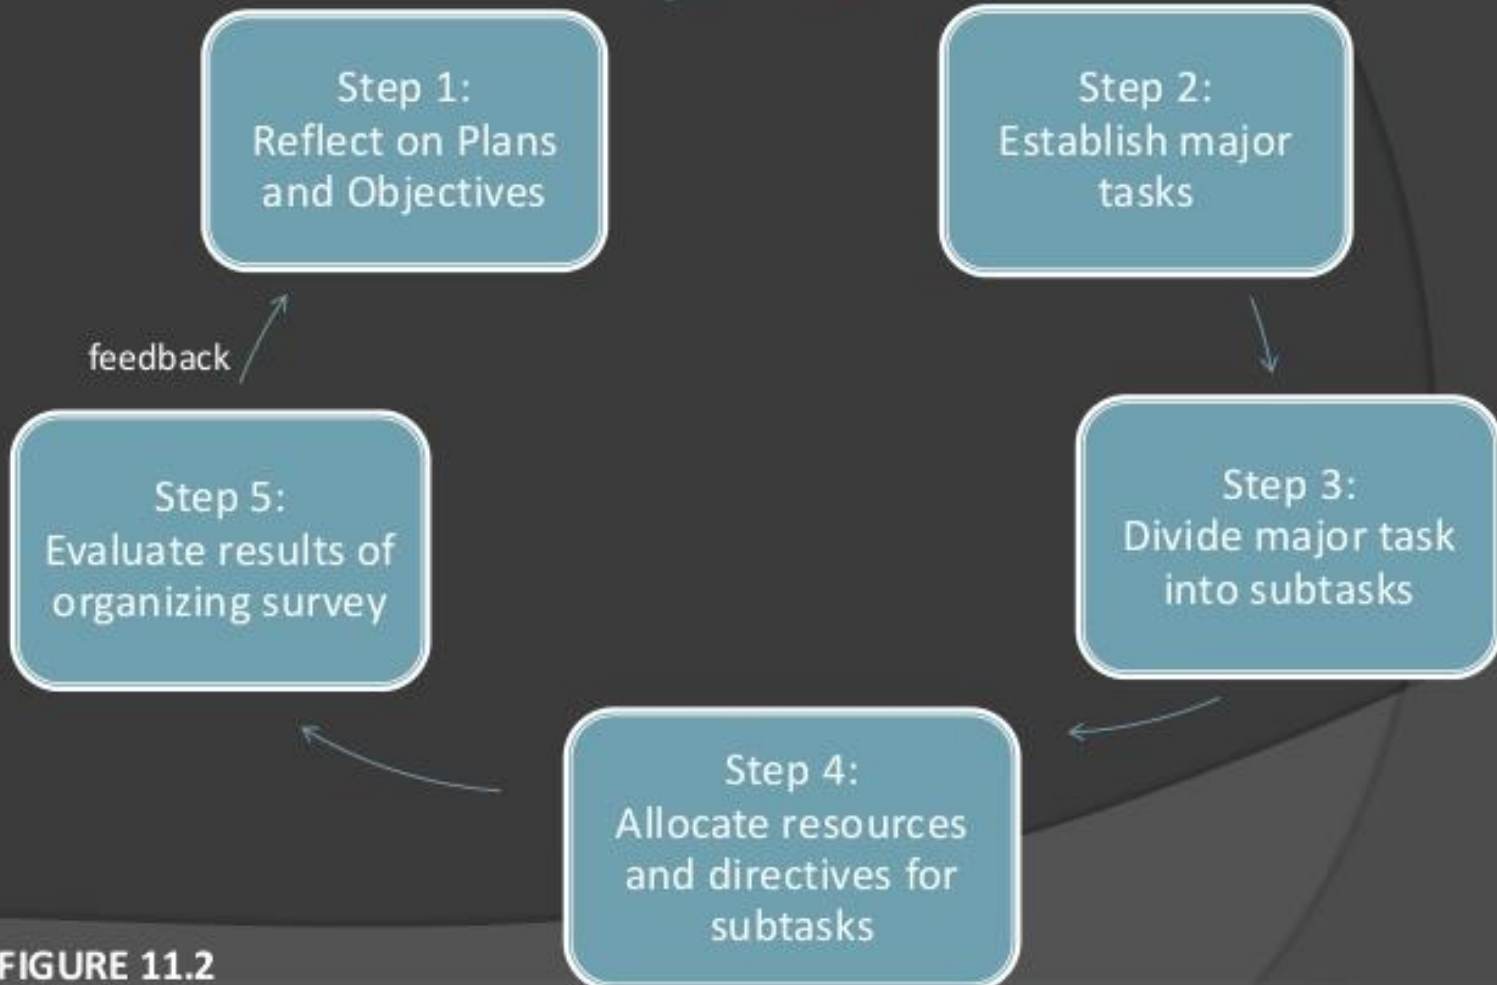 Step 1:
Reflect on Plans
and Objectives
Step 2:
Establish major
tasks
Step 3:
Divide major task
into subtasks
Step 4:
Allocate resources
and directives for
subtasks
Step 5:
Evaluate results of
organizing survey
feedback
FIGURE 11.2